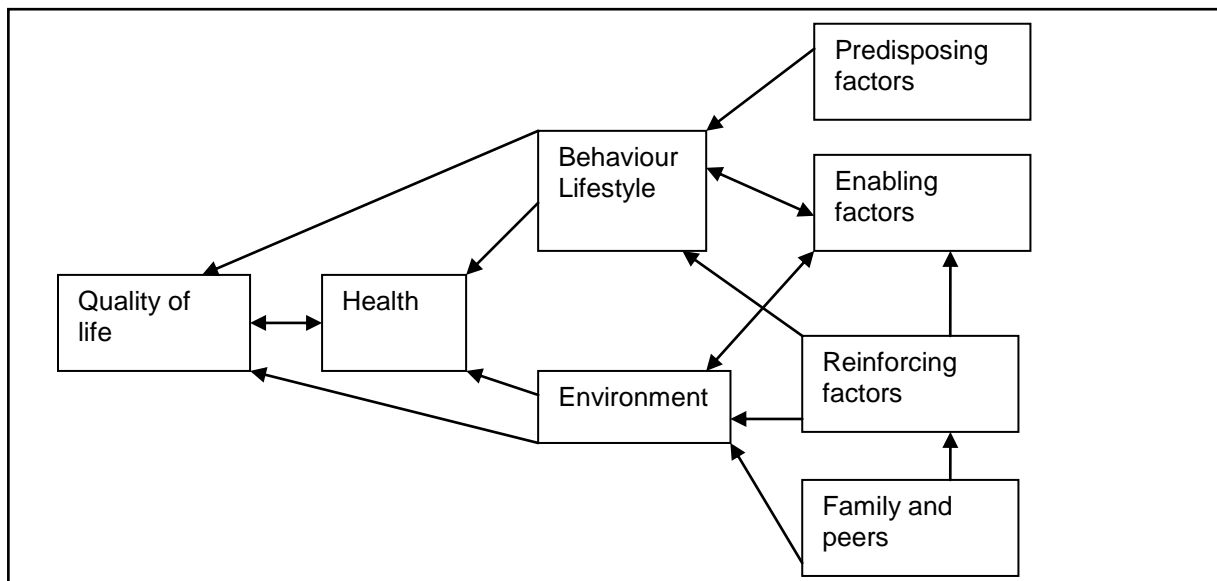 Predisposing
factors
Behaviour
Lifestyle
Enabling
factors
Quality of
life
Health
Environment
Reinforcing
factors
Family and
peers